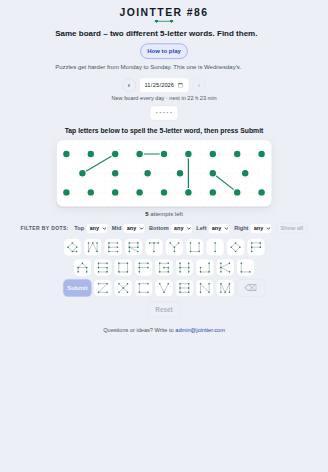 JOINTTER #86
Same board – two different 5-letter words. Find them.
How to play
Puzzles get harder from Monday to Sunday. This one is Wednesday's.
11/25/2026
New board every day · next in 22 h 23 min
Tap letters below to spell the 5-letter word, then press Submit
5 attempts left
FILTER BY DOTS: Top any Mid any Bottom any Left any Right any Show all
Submit
Reset
Questions or ideas? Write to admin@jointter.com